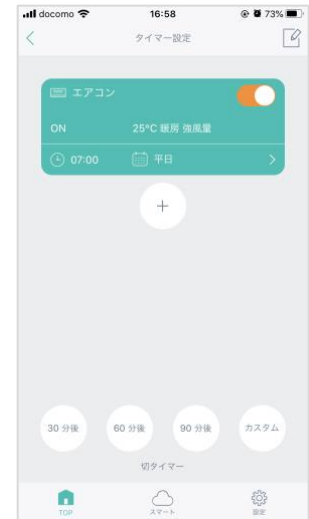 docomo 16:58 73%
タイマー設定
エアコン
ON 25°C 暖房 強風量
07:00 平日
+
30 分後 60 分後 90 分後 カスタム
切タイマー
TOP スマート 設定